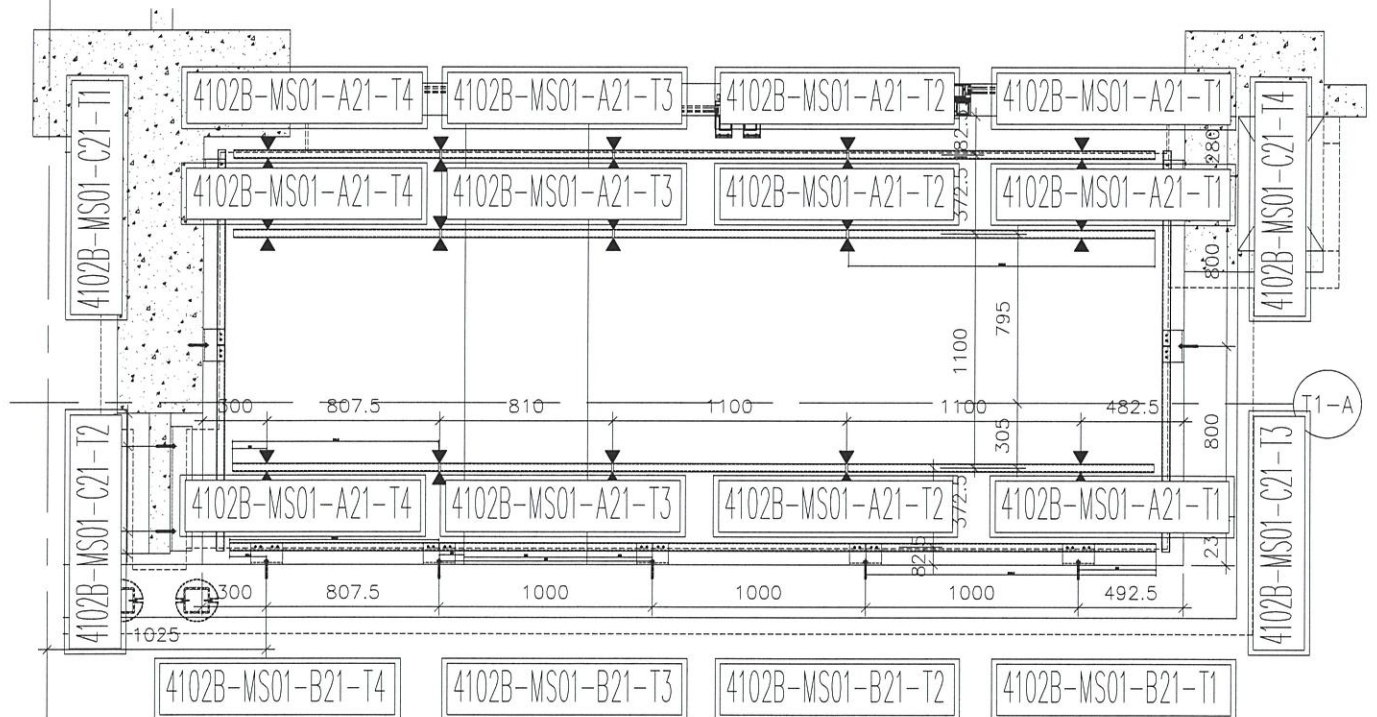 4102B-MS01-A21-T4
4102B-MS01-A21-T3
4102B-MS01-A21-T2
4102B-MS01-A21-T1
4102B-MS01-C21-T1
4102B-MS01-C21-T4
280
4102B-MS01-A21-T4
4102B-MS01-A21-T3
4102B-MS01-A21-T2
4102B-MS01-A21-T1
372.5
800
795
1100
300
807.5
810
1100
1100
482.5
T1-A
305
800
4102B-MS01-C21-T2
4102B-MS01-C21-T3
4102B-MS01-A21-T4
4102B-MS01-A21-T3
4102B-MS01-A21-T2
4102B-MS01-A21-T1
372.5
82.5
300
807.5
1000
1000
1000
492.5
1025
4102B-MS01-B21-T4
4102B-MS01-B21-T3
4102B-MS01-B21-T2
4102B-MS01-B21-T1